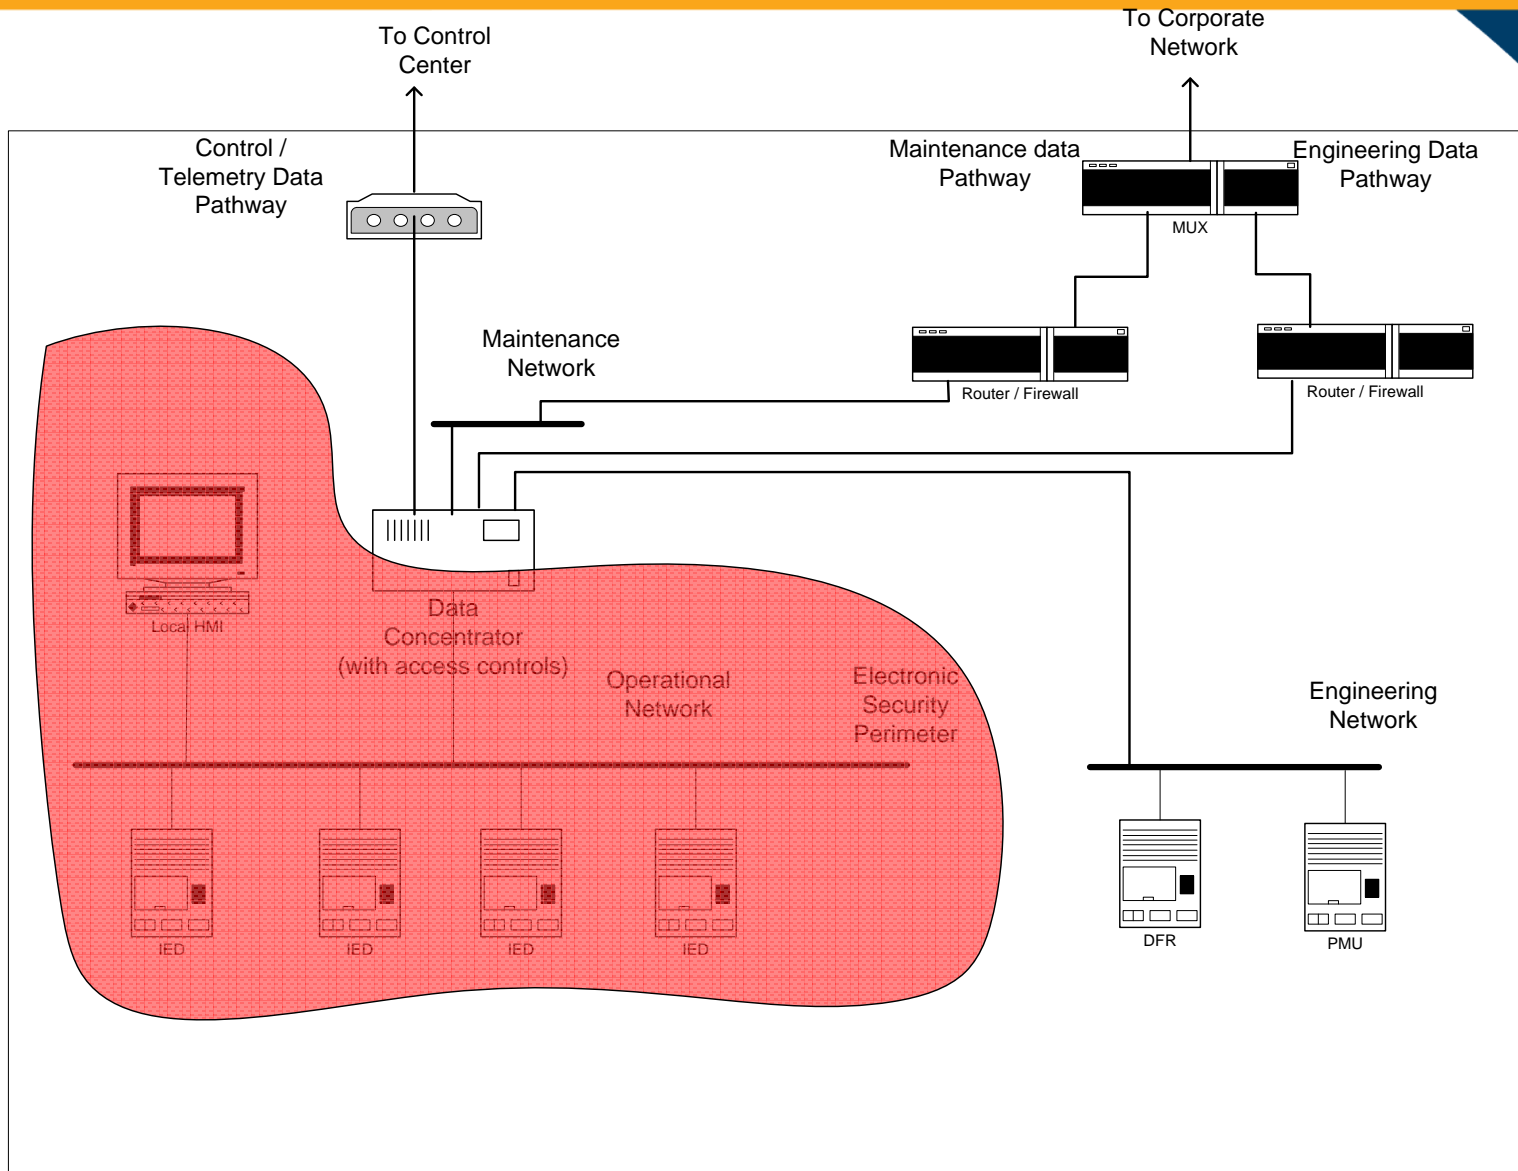 To Control
Center
To Corporate
Network
Control /
Telemetry Data
Pathway
Maintenance data
Pathway
Engineering Data
Pathway
MUX
Maintenance
Network
Router / Firewall
Router / Firewall
Local HMI
Data
Concentrator
(with access controls)
Operational
Network
Electronic
Security
Perimeter
Engineering
Network
IED
IED
IED
IED
DFR
PMU